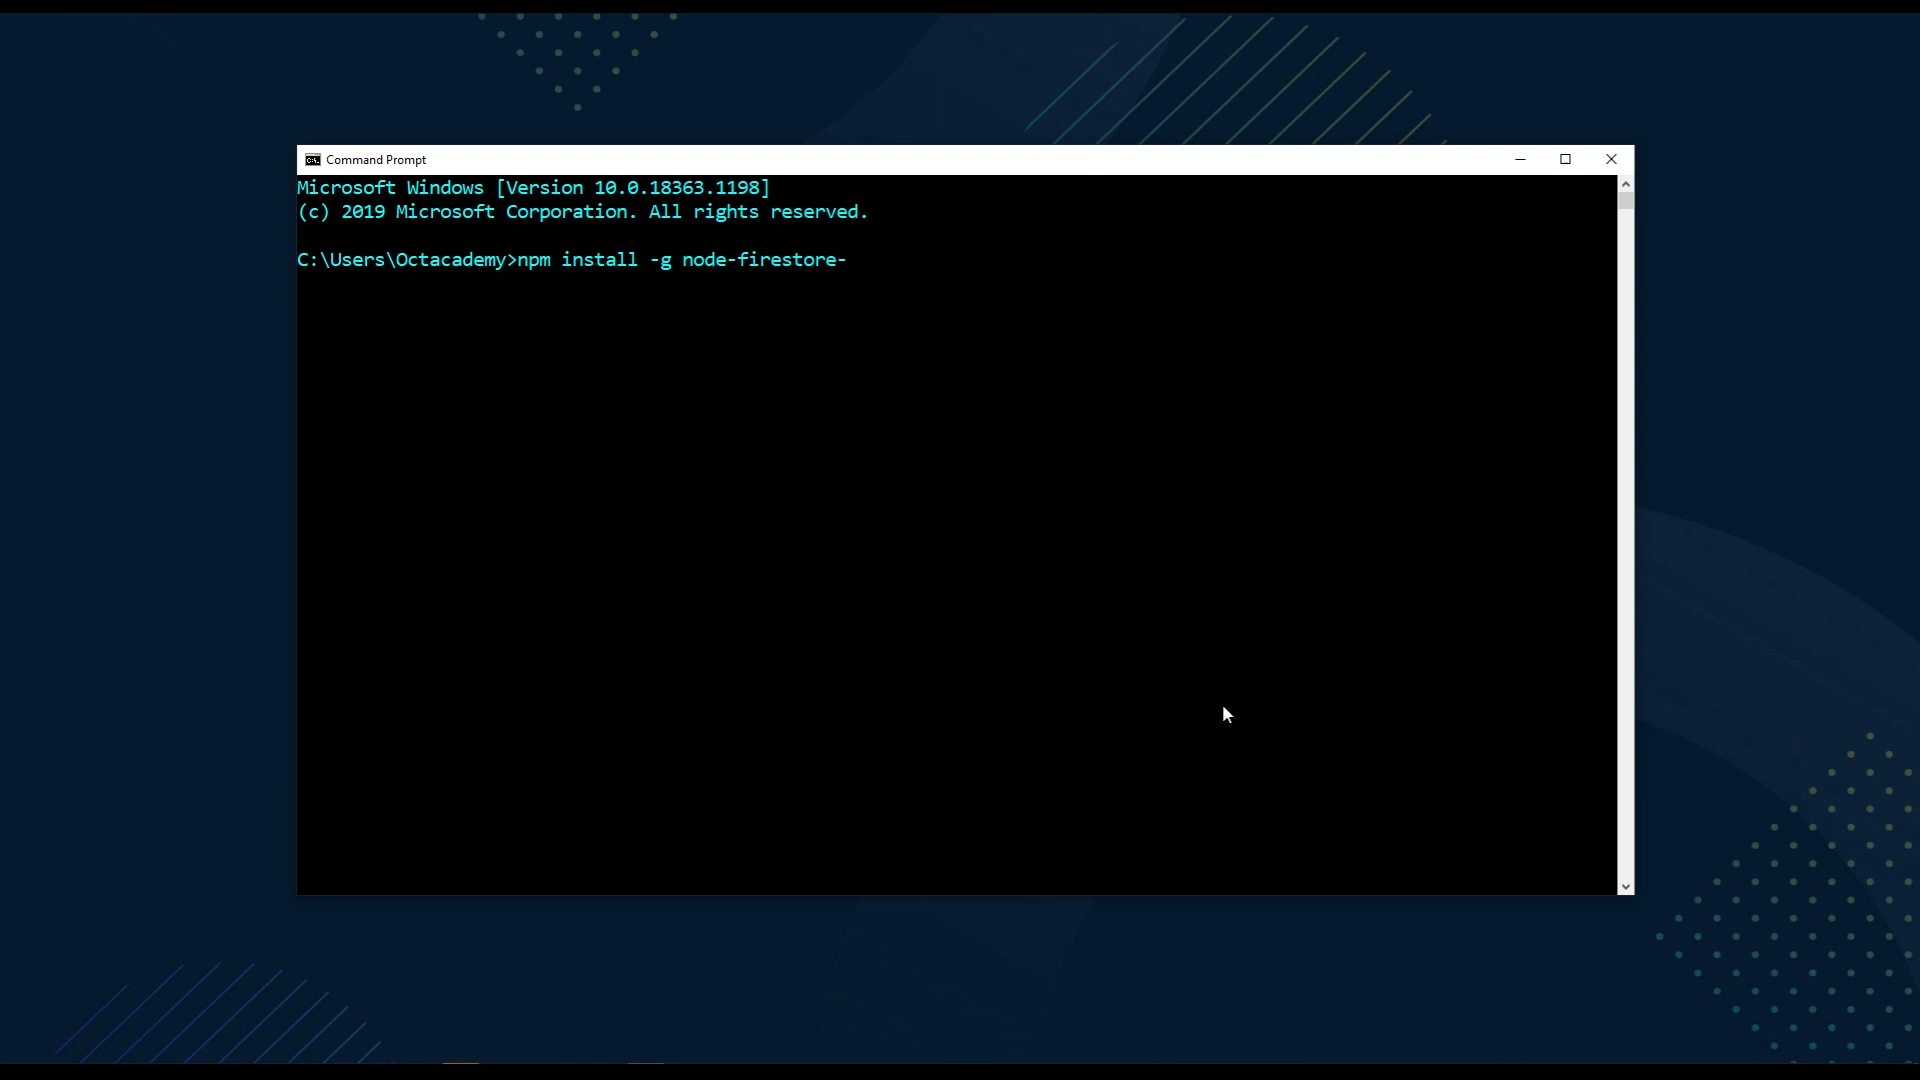 Command Prompt
Microsoft Windows [Version 10.0.18363.1198]
(c) 2019 Microsoft Corporation. All rights reserved.
C:\Users\Octacademy>npm install -g node-firestore-